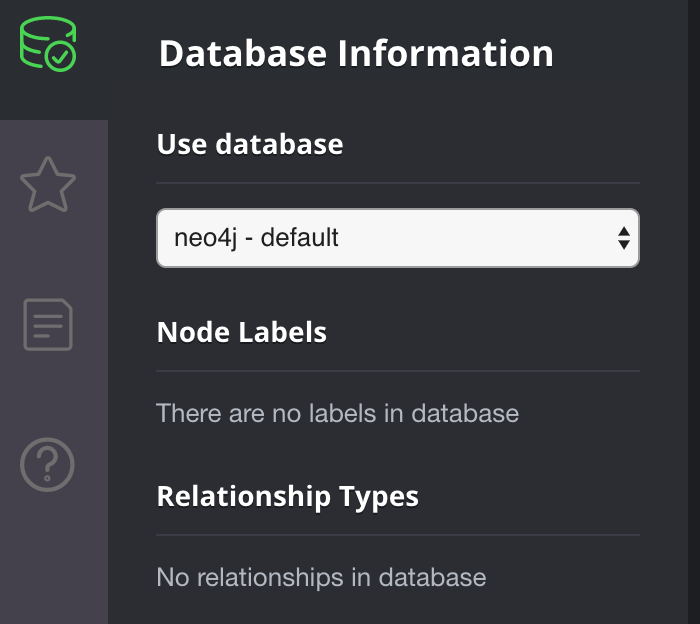 Database Information
Use database
neo4j - default
Node Labels
There are no labels in database
Relationship Types
No relationships in database